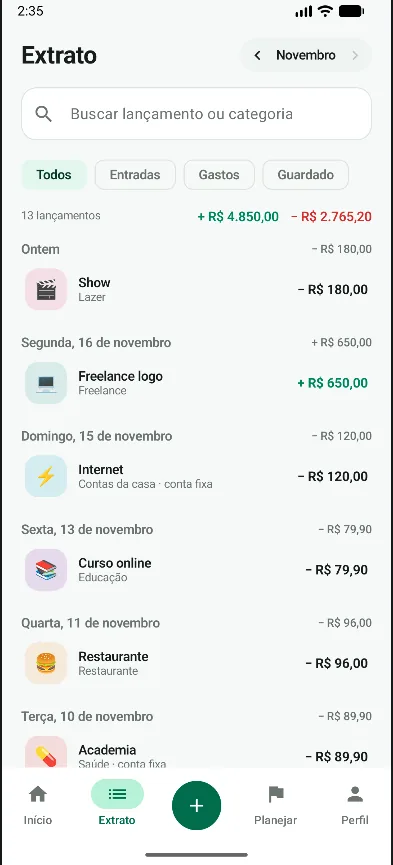 2:35
Extrato
Novembro
Buscar lançamento ou categoria
Todos Entradas Gastos Guardado
13 lançamentos + R$ 4.850,00 − R$ 2.765,20
Ontem − R$ 180,00
Show
Lazer
− R$ 180,00
Segunda, 16 de novembro + R$ 650,00
Freelance logo
Freelance
+ R$ 650,00
Domingo, 15 de novembro − R$ 120,00
Internet
Contas da casa · conta fixa
− R$ 120,00
Sexta, 13 de novembro − R$ 79,90
Curso online
Educação
− R$ 79,90
Quarta, 11 de novembro − R$ 96,00
Restaurante
Restaurante
− R$ 96,00
Terça, 10 de novembro − R$ 89,90
Academia
Saúde · conta fixa
− R$ 89,90
Início Extrato + Planejar Perfil